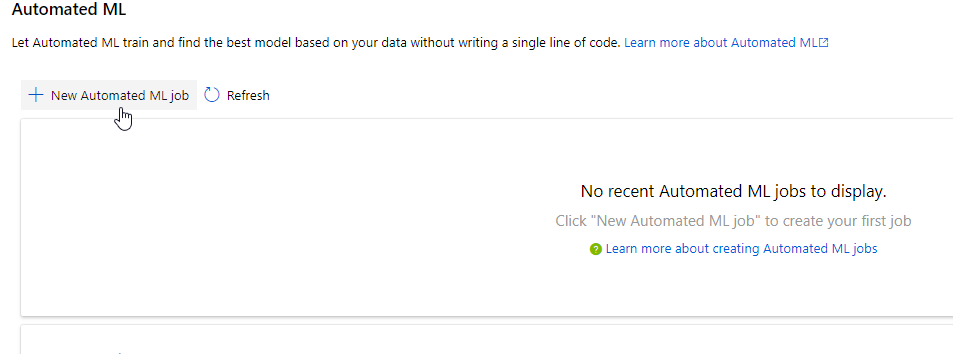 Automated ML
Let Automated ML train and find the best model based on your data without writing a single line of code. Learn more about Automated ML
New Automated ML job Refresh
No recent Automated ML jobs to display.
Click "New Automated ML job" to create your first job
Learn more about creating Automated ML jobs